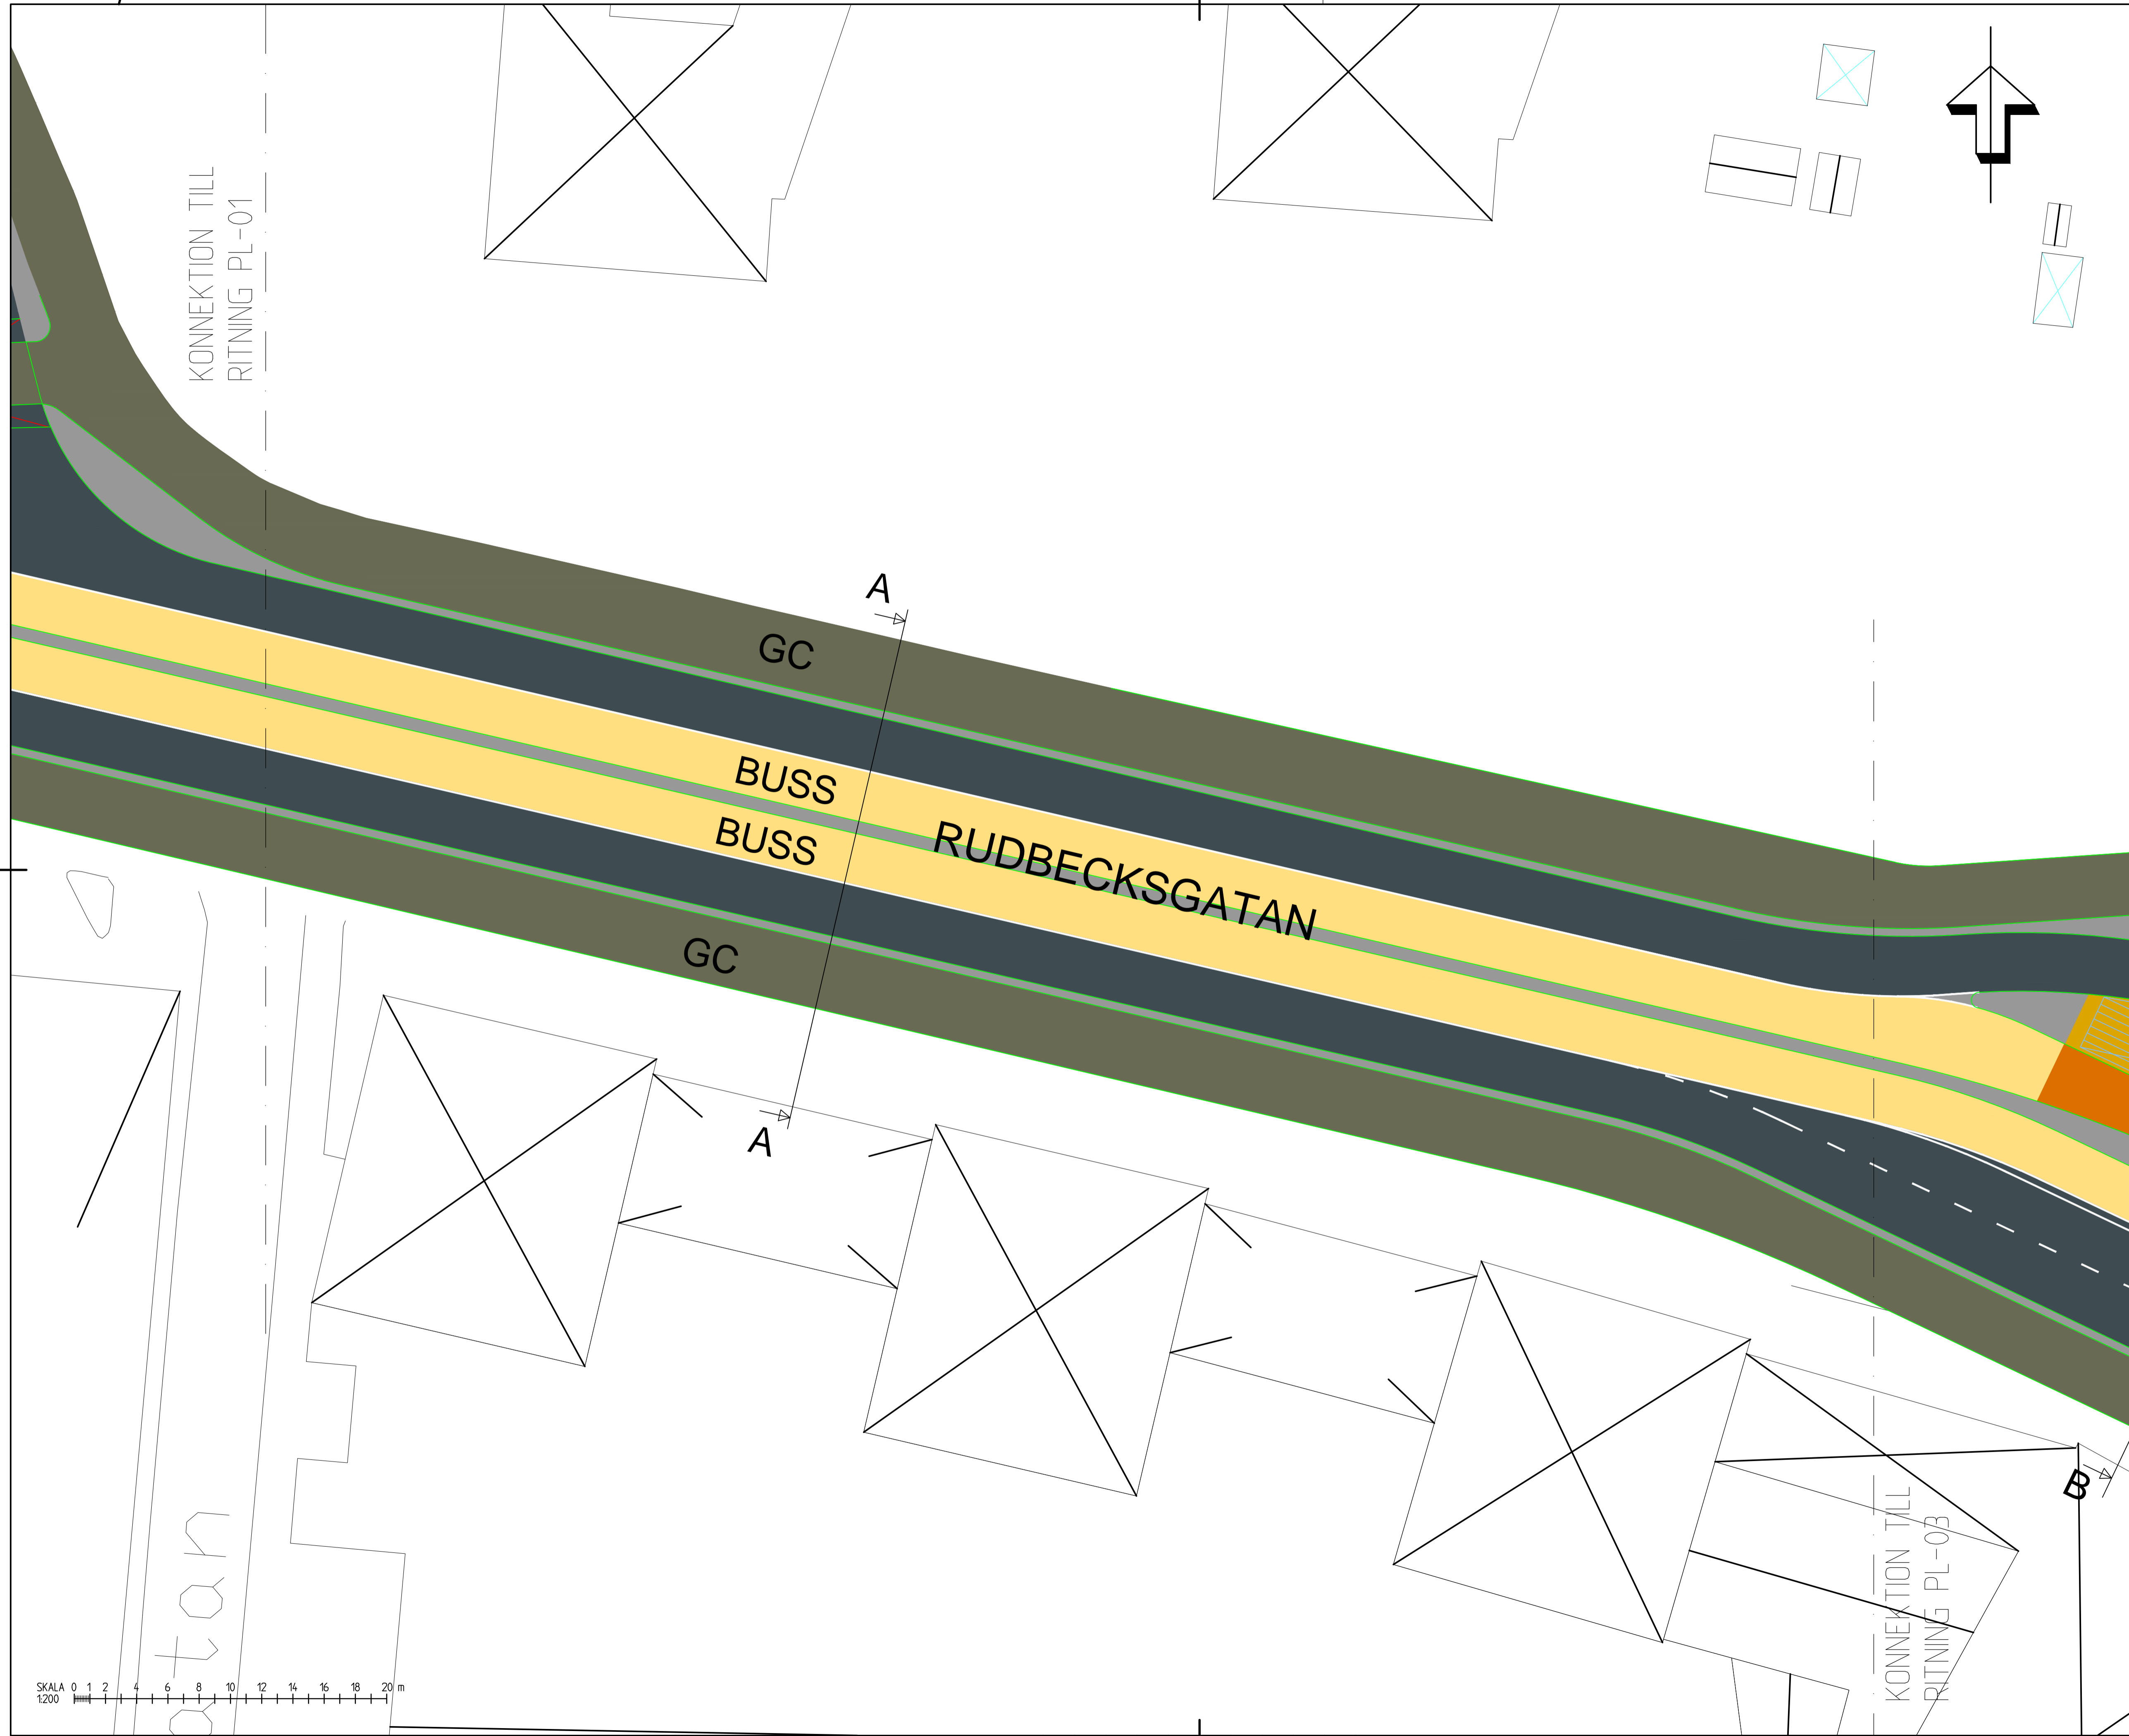 KONNEKTION TILL
RITNING PL-01
A
GC
BUSS
BUSS
RUDBECKSGATAN
GC
A
B
KONNEKTION TILL
RITNING PL-03
SKALA 0 1 2 4 6 8 10 12 14 16 18 20 m
1:200